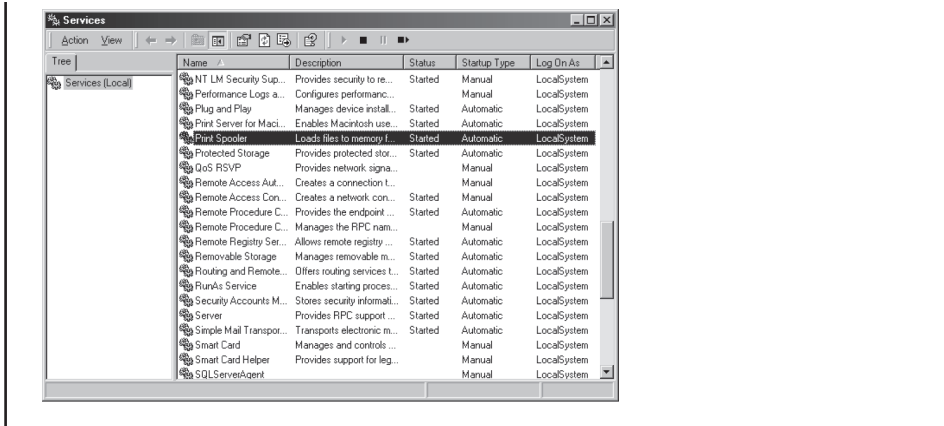 Services
Action View
Tree
Services (Local)
Name Description Status Startup Type Log On As
NT LM Security Sup... Provides security to re... Started Manual LocalSystem
Performance Logs a... Configures performanc... Manual LocalSystem
Plug and Play Manages device install... Started Automatic LocalSystem
Print Server for Maci... Enables Macintosh use... Started Automatic LocalSystem
Print Spooler Loads files to memory f... Started Automatic LocalSystem
Protected Storage Provides protected stor... Started Automatic LocalSystem
QoS RSVP Provides network signa... Manual LocalSystem
Remote Access Aut... Creates a connection t... Manual LocalSystem
Remote Access Con... Creates a network con... Started Manual LocalSystem
Remote Procedure C... Provides the endpoint ... Started Automatic LocalSystem
Remote Procedure C... Manages the RPC nam... Manual LocalSystem
Remote Registry Ser... Allows remote registry ... Started Automatic LocalSystem
Removable Storage Manages removable m... Started Automatic LocalSystem
Routing and Remote... Offers routing services t... Started Automatic LocalSystem
RunAs Service Enables starting proces... Started Automatic LocalSystem
Security Accounts M... Stores security informati... Started Automatic LocalSystem
Server Provides RPC support ... Started Automatic LocalSystem
Simple Mail Transpor... Transports electronic m... Started Automatic LocalSystem
Smart Card Manages and controls ... Manual LocalSystem
Smart Card Helper Provides support for leg... Manual LocalSystem
SQLServerAgent Manual LocalSystem